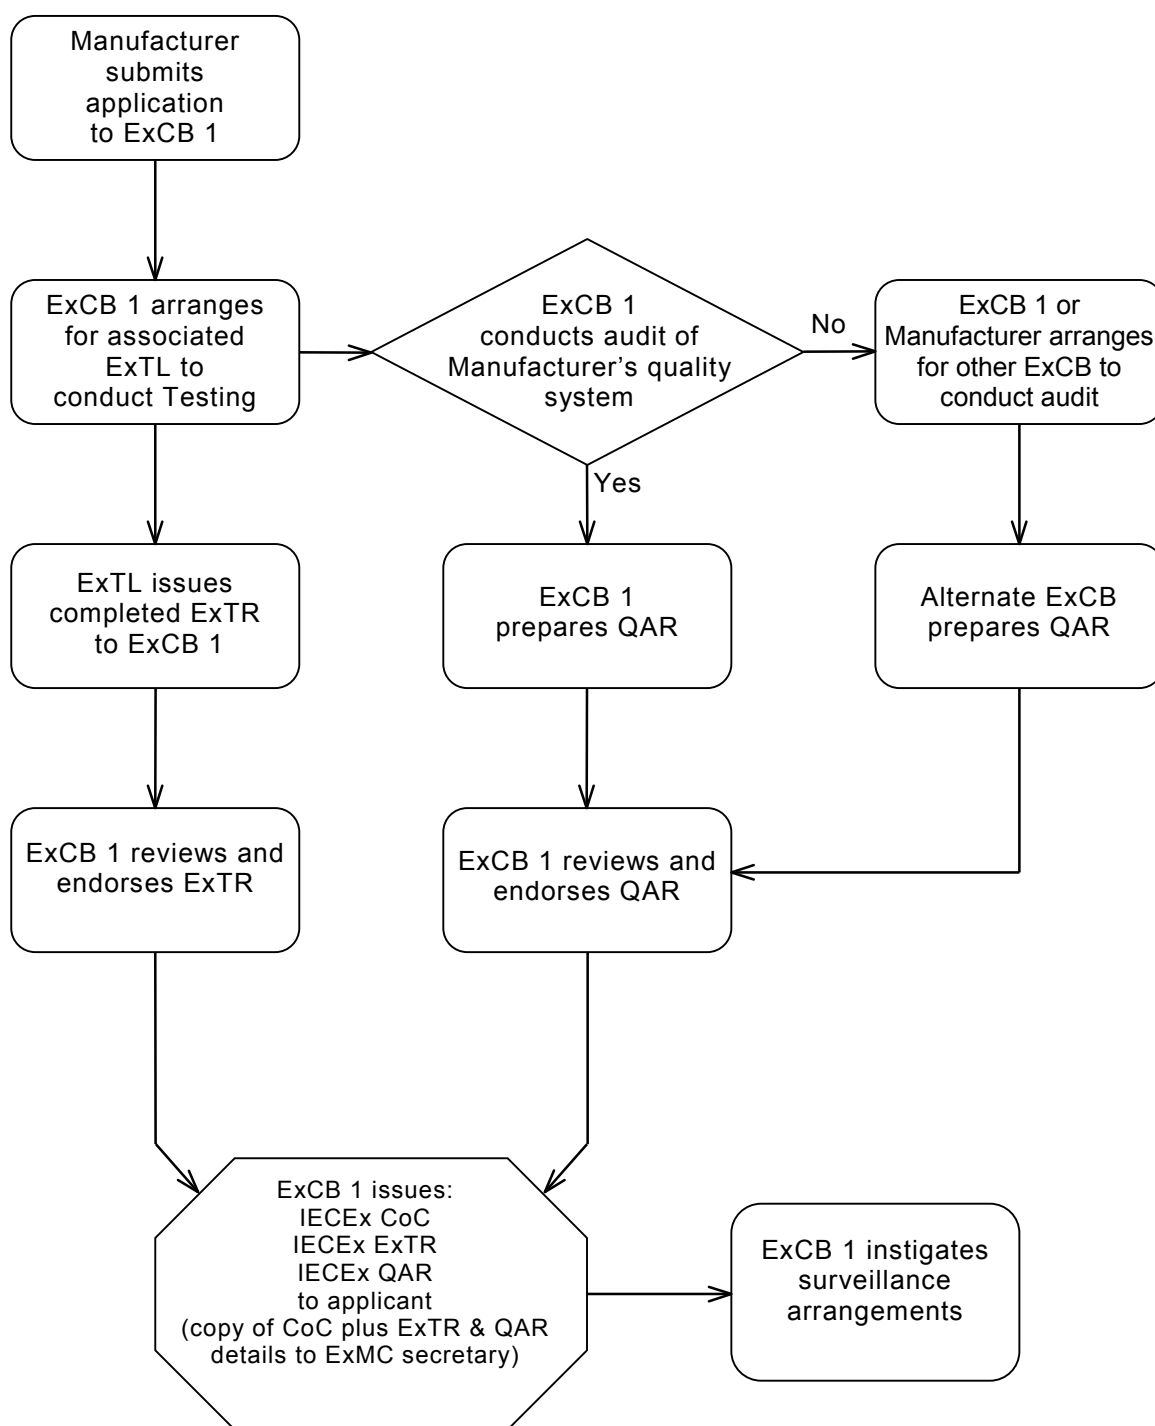 Manufacturer
submits
application
to ExCB 1
ExCB 1 arranges
for associated
ExTL to
conduct Testing
ExCB 1
conducts audit of
Manufacturer’s quality
system
No
ExCB 1 or
Manufacturer arranges
for other ExCB to
conduct audit
Yes
ExTL issues
completed ExTR
to ExCB 1
ExCB 1
prepares QAR
Alternate ExCB
prepares QAR
ExCB 1 reviews and
endorses ExTR
ExCB 1 reviews and
endorses QAR
ExCB 1 issues:
IECEx CoC
IECEx ExTR
IECEx QAR
to applicant
(copy of CoC plus ExTR & QAR
details to ExMC secretary)
ExCB 1 instigates
surveillance
arrangements